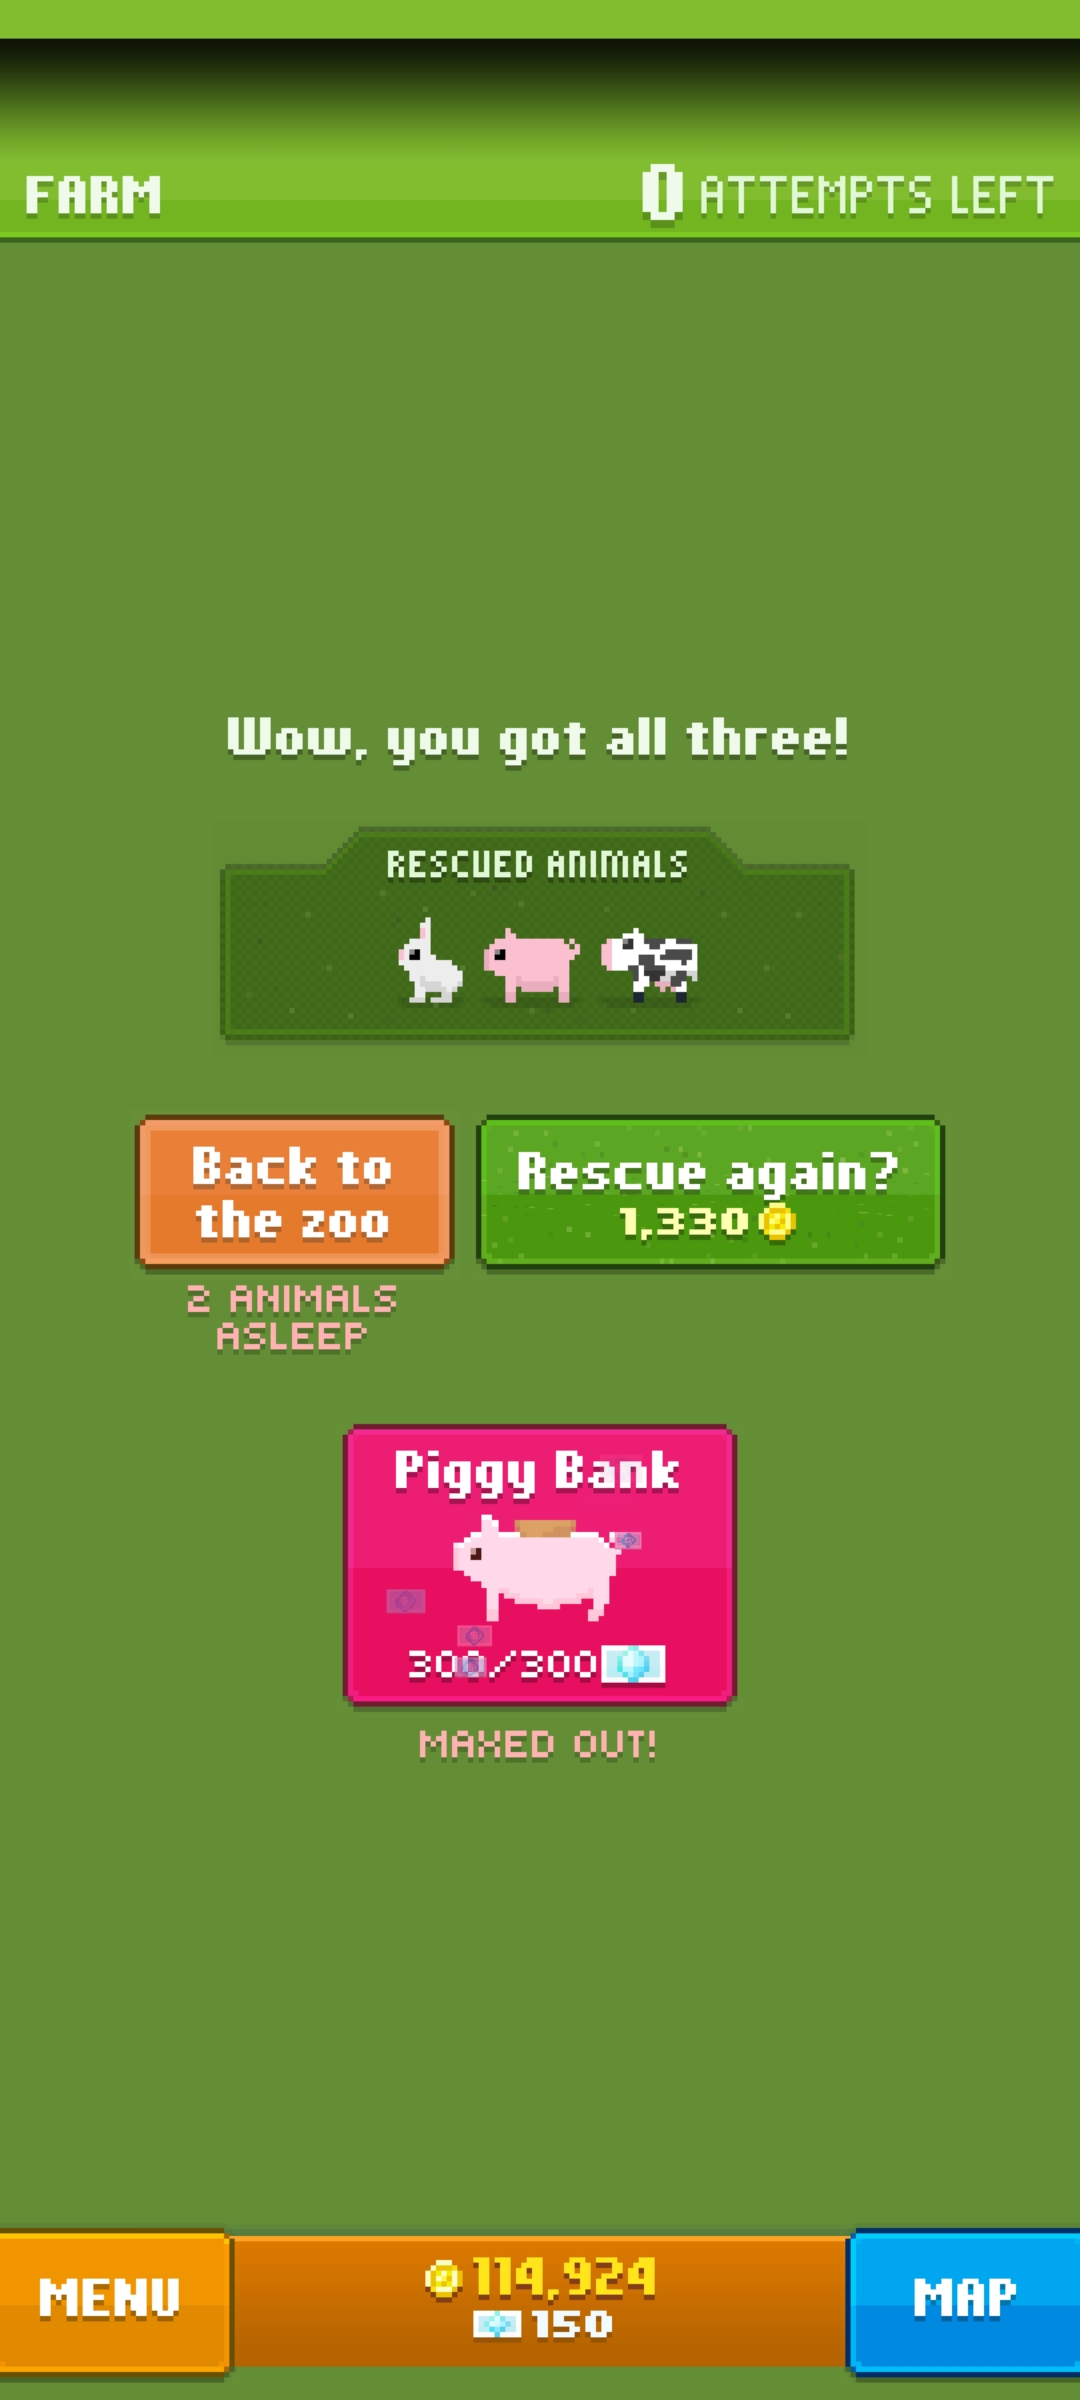 FARM
0 ATTEMPTS LEFT
Wow, you got all three!
RESCUED ANIMALS
Back to
the zoo
Rescue again?
1,330
2 ANIMALS
ASLEEP
Piggy Bank
300/300
MAXED OUT!
MENU
114,924
150
MAP